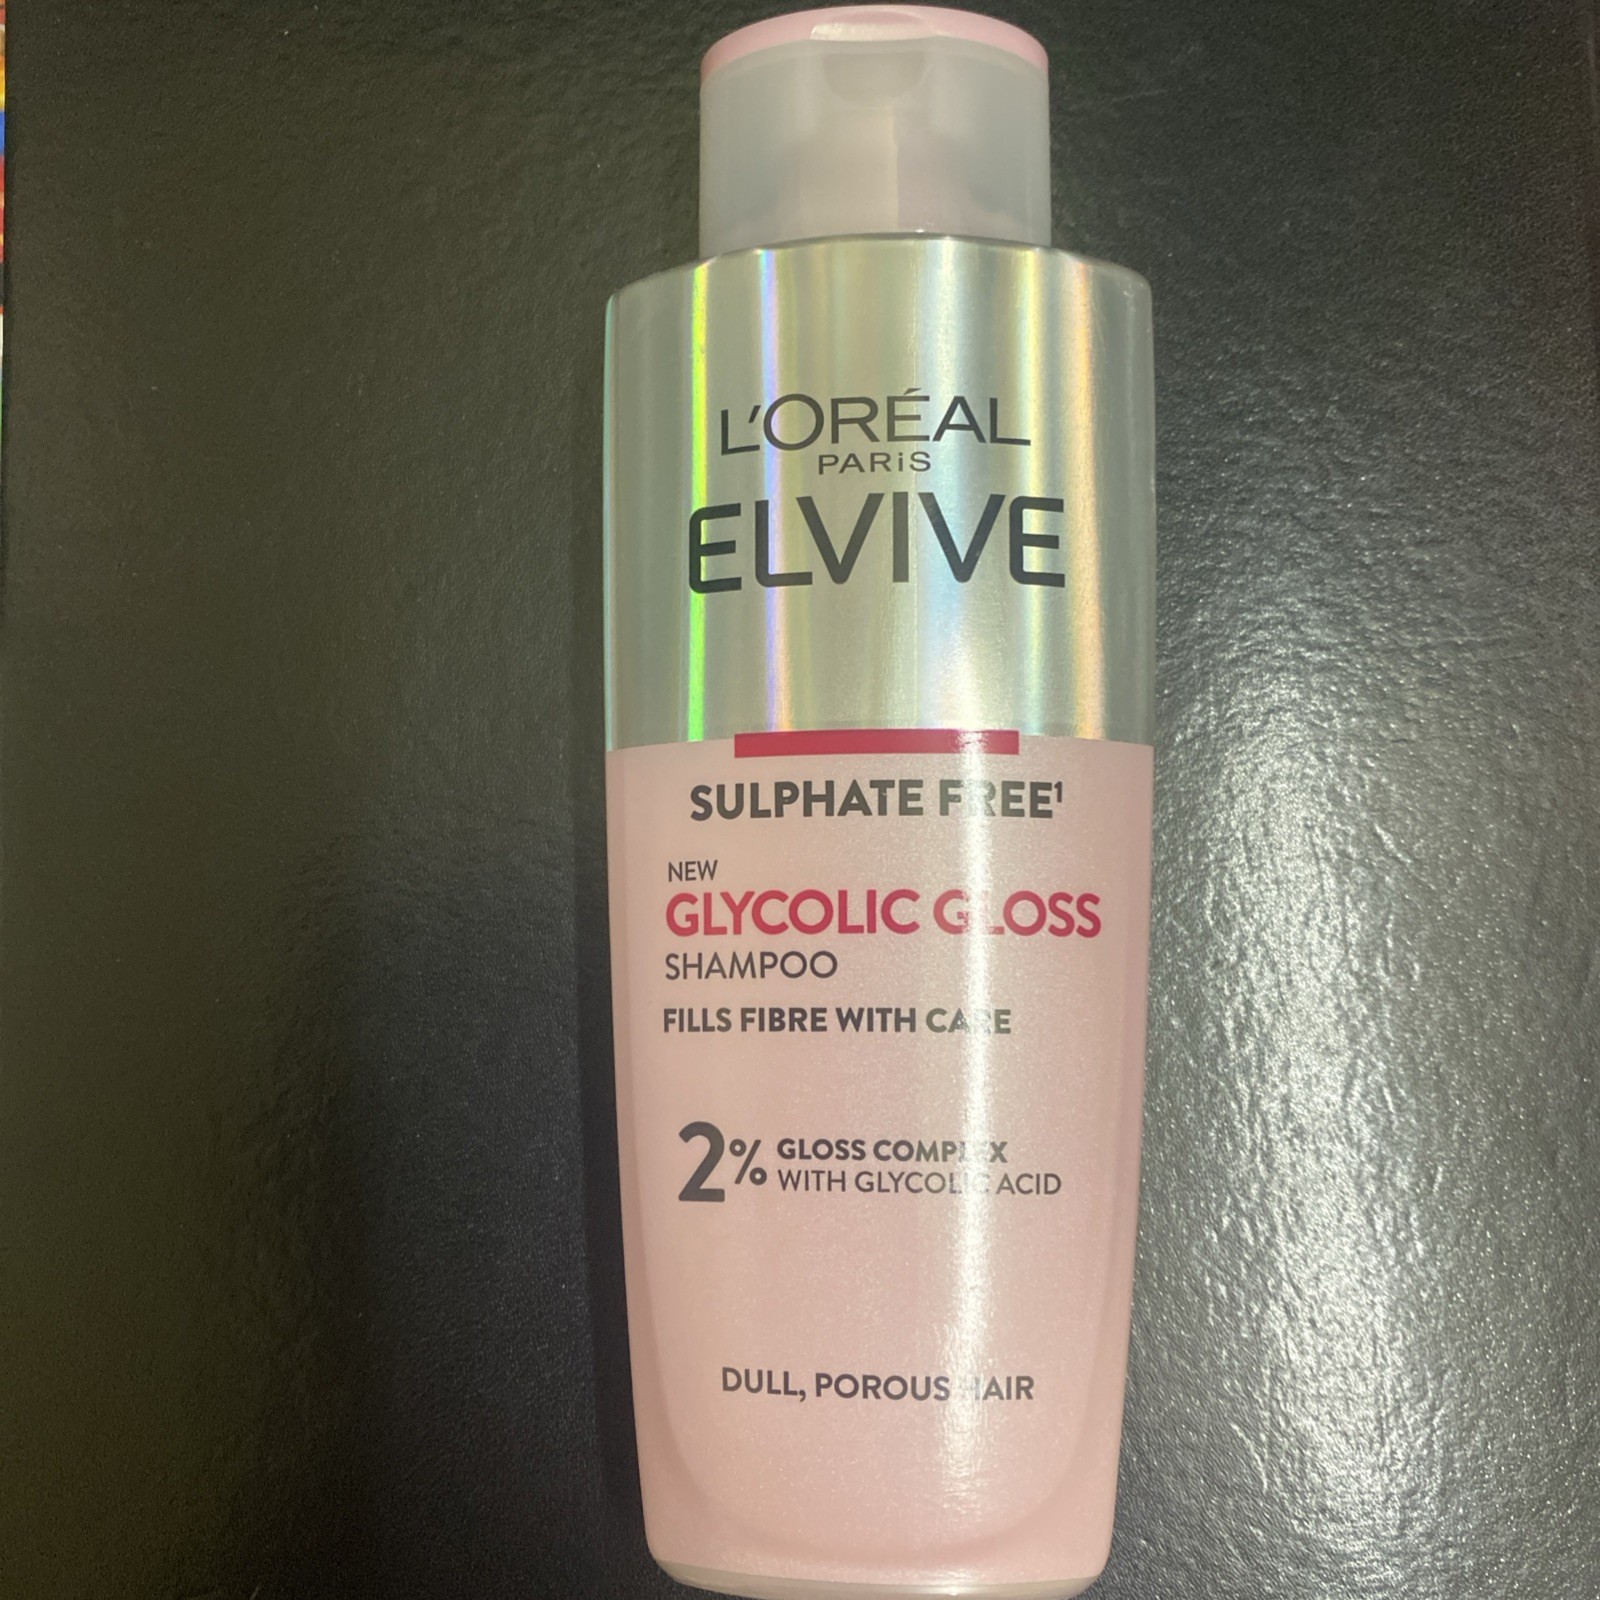 L'ORÉAL
PARiS
ELVIVE
SULPHATE FREE¹
NEW
GLYCOLIC GLOSS
SHAMPOO
FILLS FIBRE WITH CARE
2% GLOSS COMPLEX
WITH GLYCOLIC ACID
DULL, POROUS HAIR